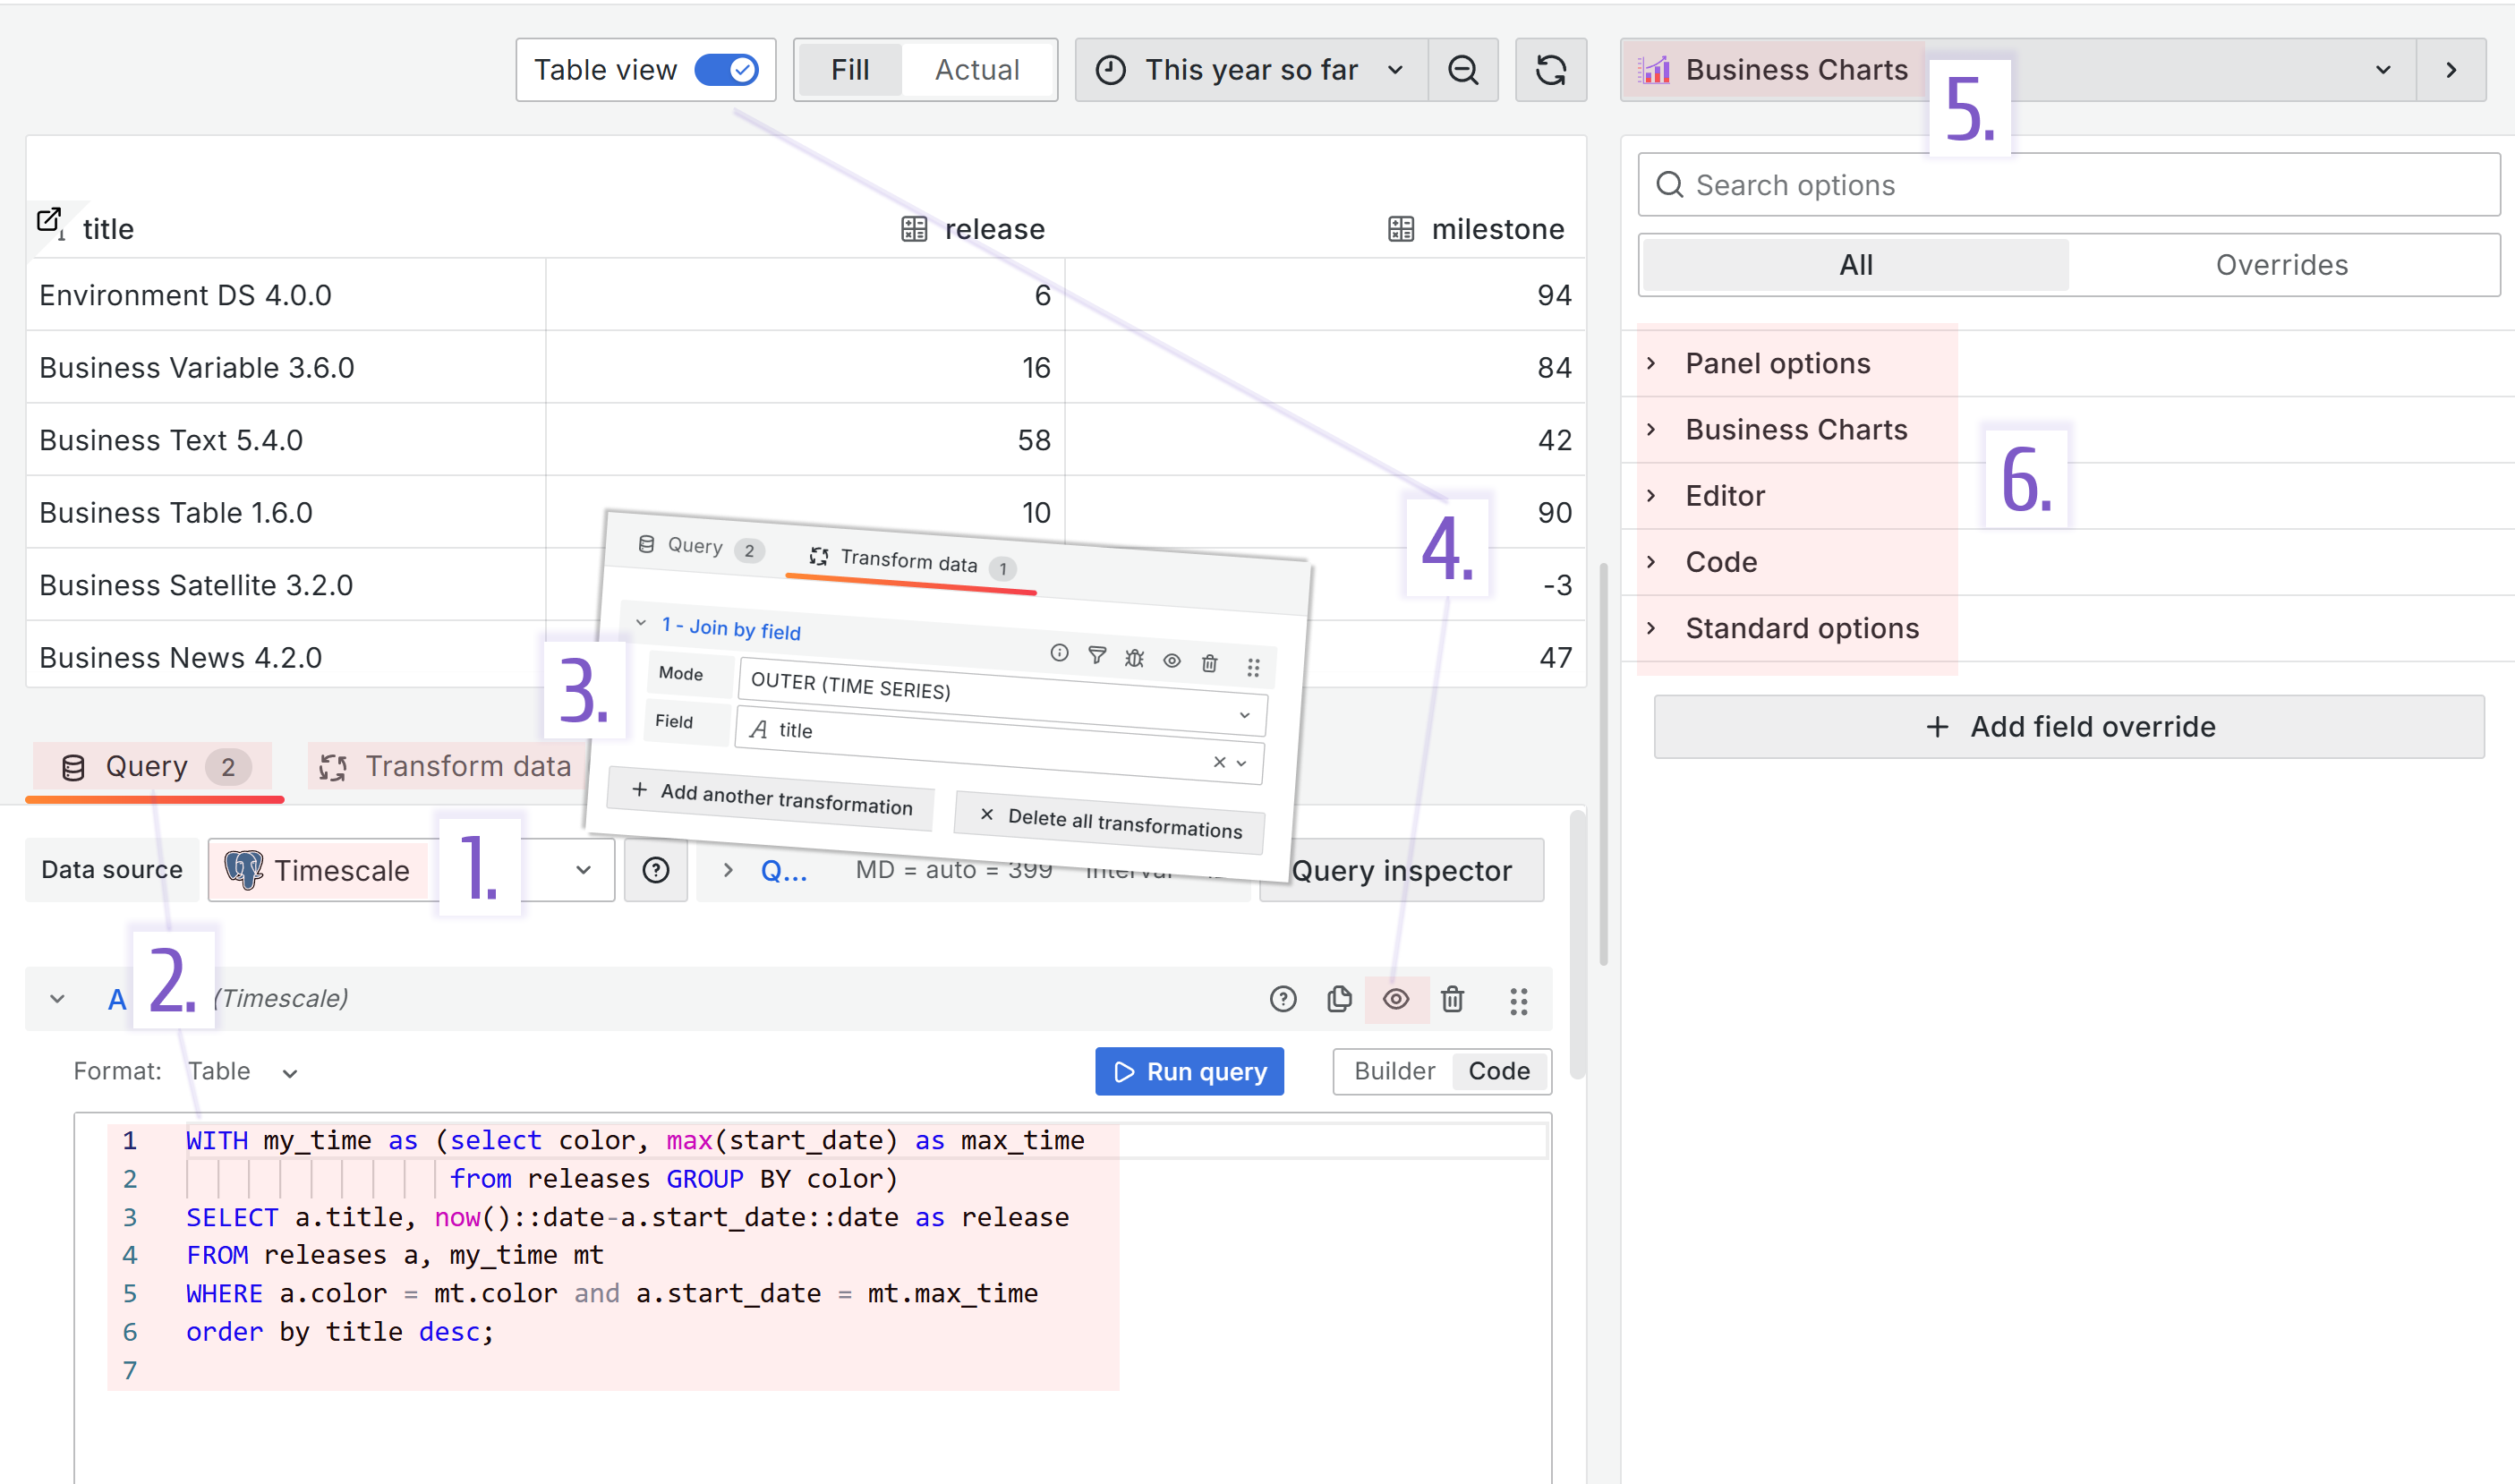 Table view
Fill
Actual
This year so far
Business Charts
5.
Search options
All
Overrides
title
release
milestone
Environment DS 4.0.0
6
94
Business Variable 3.6.0
16
84
Business Text 5.4.0
58
42
Business Table 1.6.0
10
90
Business Satellite 3.2.0
-3
Business News 4.2.0
47
4.
Panel options
Business Charts
Editor
Code
Standard options
6.
+ Add field override
3.
Query 2
Transform data 1
1 - Join by field
Mode
OUTER (TIME SERIES)
Field
title
+ Add another transformation
× Delete all transformations
Query 2
Transform data
Data source
Timescale
1.
Q...
MD = auto = 399
Interval
Query inspector
A
2.
(Timescale)
Format: Table
Run query
Builder
Code
1 WITH my_time as (select color, max(start_date) as max_time
2 from releases GROUP BY color)
3 SELECT a.title, now()::date-a.start_date::date as release
4 FROM releases a, my_time mt
5 WHERE a.color = mt.color and a.start_date = mt.max_time
6 order by title desc;
7